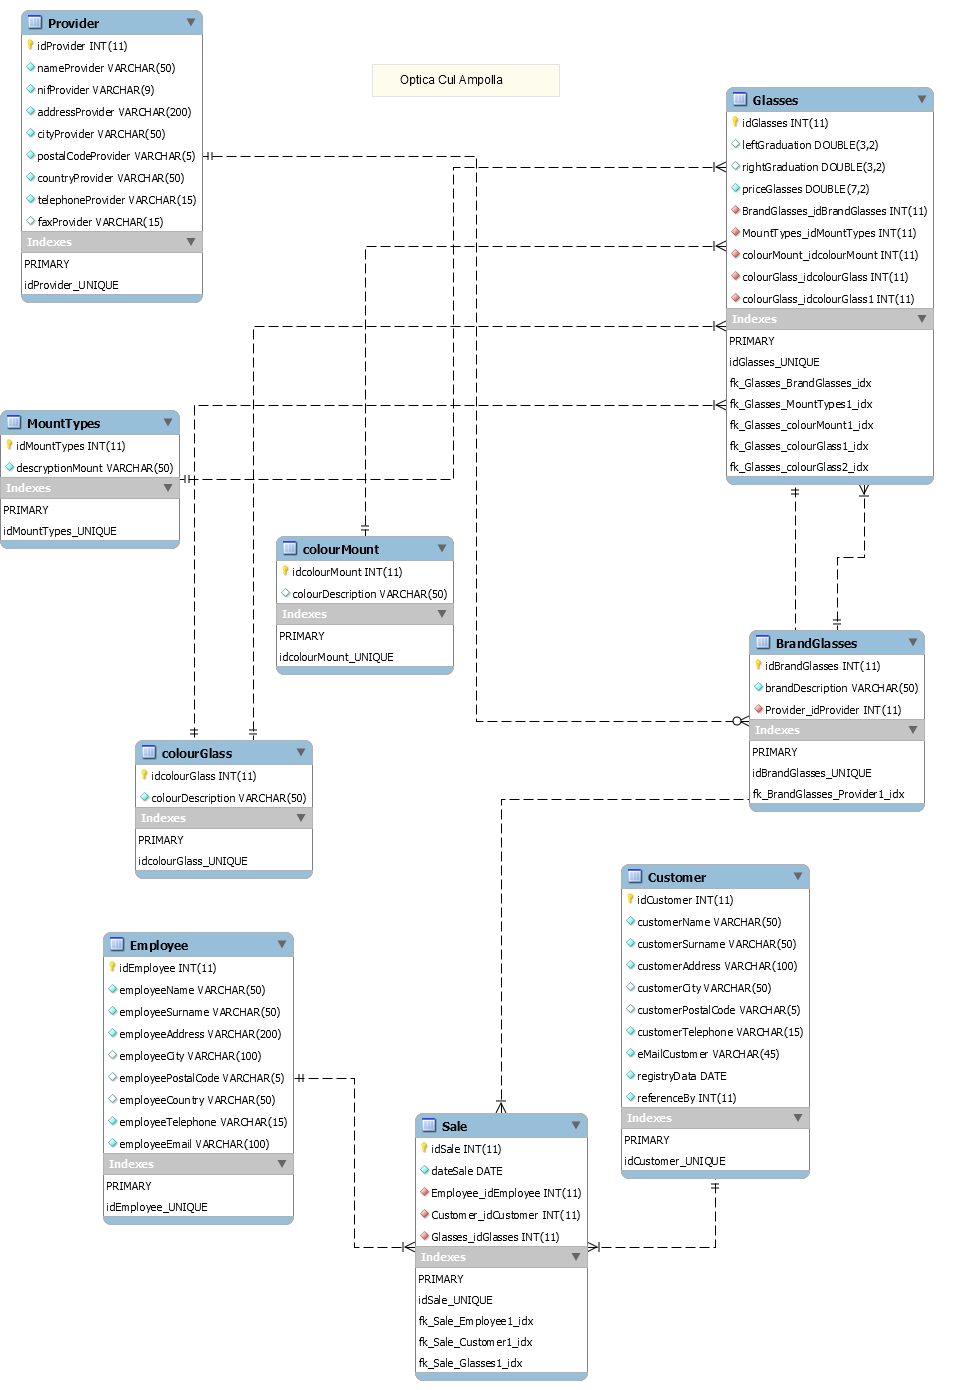 Provider
idProvider INT(11)
nameProvider VARCHAR(50)
nifProvider VARCHAR(9)
addressProvider VARCHAR(200)
cityProvider VARCHAR(50)
postalCodeProvider VARCHAR(5)
countryProvider VARCHAR(50)
telephoneProvider VARCHAR(15)
faxProvider VARCHAR(15)
Indexes
PRIMARY
idProvider_UNIQUE
Optica Cul Ampolla
Glasses
idGlasses INT(11)
leftGraduation DOUBLE(3,2)
rightGraduation DOUBLE(3,2)
priceGlasses DOUBLE(7,2)
BrandGlasses_idBrandGlasses INT(11)
MountTypes_idMountTypes INT(11)
colourMount_idcolourMount INT(11)
colourGlass_idcolourGlass INT(11)
colourGlass_idcolourGlass1 INT(11)
Indexes
PRIMARY
idGlasses_UNIQUE
fk_Glasses_BrandGlasses_idx
fk_Glasses_MountTypes1_idx
fk_Glasses_colourMount1_idx
fk_Glasses_colourGlass1_idx
fk_Glasses_colourGlass2_idx
MountTypes
idMountTypes INT(11)
descryptionMount VARCHAR(50)
Indexes
PRIMARY
idMountTypes_UNIQUE
colourMount
idcolourMount INT(11)
colourDescription VARCHAR(50)
Indexes
PRIMARY
idcolourMount_UNIQUE
BrandGlasses
idBrandGlasses INT(11)
brandDescription VARCHAR(50)
Provider_idProvider INT(11)
Indexes
PRIMARY
idBrandGlasses_UNIQUE
fk_BrandGlasses_Provider1_idx
colourGlass
idcolourGlass INT(11)
colourDescription VARCHAR(50)
Indexes
PRIMARY
idcolourGlass_UNIQUE
Customer
idCustomer INT(11)
customerName VARCHAR(50)
customerSurname VARCHAR(50)
customerAddress VARCHAR(100)
customerCity VARCHAR(50)
customerPostalCode VARCHAR(5)
customerTelephone VARCHAR(15)
eMailCustomer VARCHAR(45)
registryData DATE
referenceBy INT(11)
Indexes
PRIMARY
idCustomer_UNIQUE
Employee
idEmployee INT(11)
employeeName VARCHAR(50)
employeeSurname VARCHAR(50)
employeeAddress VARCHAR(200)
employeeCity VARCHAR(100)
employeePostalCode VARCHAR(5)
employeeCountry VARCHAR(50)
employeeTelephone VARCHAR(15)
employeeEmail VARCHAR(100)
Indexes
PRIMARY
idEmployee_UNIQUE
Sale
idSale INT(11)
dateSale DATE
Employee_idEmployee INT(11)
Customer_idCustomer INT(11)
Glasses_idGlasses INT(11)
Indexes
PRIMARY
idSale_UNIQUE
fk_Sale_Employee1_idx
fk_Sale_Customer1_idx
fk_Sale_Glasses1_idx